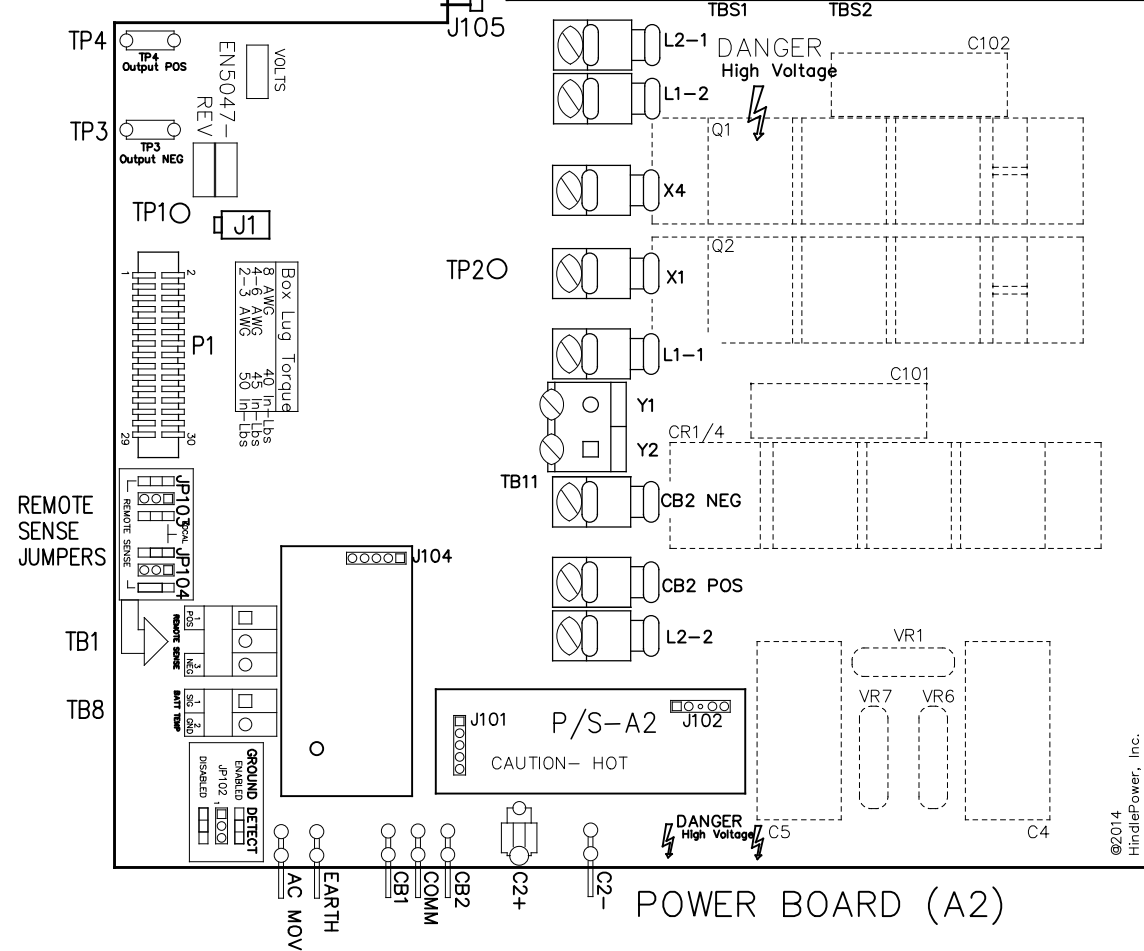 TBS1
TBS2
J105
TP4
TP4
Output POS
TP3
TP3
Output NEG
EN5047-
REV
VOLTS
TP1
J1
TP2
L2-1
L1-2
X4
X1
L1-1
Y1
Y2
TB11
CB2 NEG
CB2 POS
L2-2
DANGER
High Voltage
C102
Q1
Q2
C101
CR1/4
Box Lug Torque
8 AWG 40 In-Lbs
4-6 AWG 45 In-Lbs
2-3 AWG 50 In-Lbs
1
2
P1
29
30
REMOTE
SENSE
JUMPERS
JP103
LOCAL
REMOTE SENSE
JP104
J104
TB1
REMOTE SENSE
POS 1
NEG 3
TB8
BATT TEMP
SIG 1
GND 2
GROUND DETECT
ENABLED
JP102
1
DISABLED
J101
P/S-A2
J102
CAUTION- HOT
VR1
VR7
VR6
C5
C4
DANGER
High Voltage
AC MOV
EARTH
CB1
COMM
CB2
C2+
C2-
POWER BOARD (A2)
©2014
HindlePower, Inc.